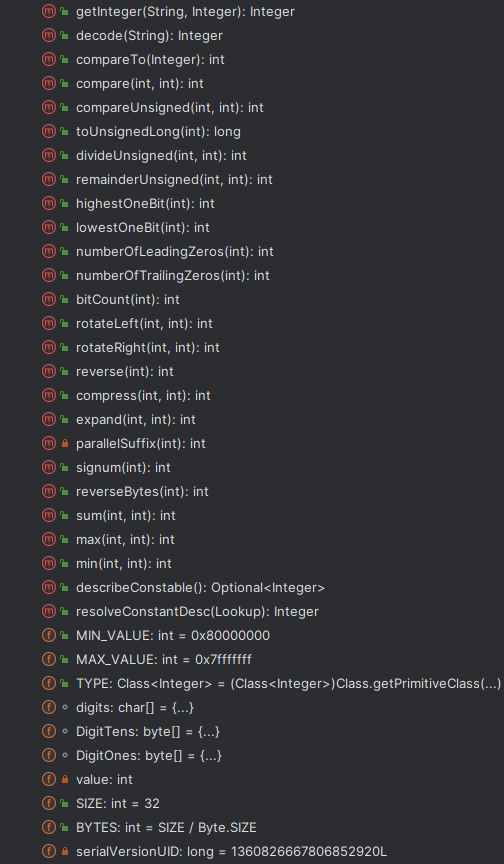 getInteger(String, Integer): Integer
decode(String): Integer
compareTo(Integer): int
compare(int, int): int
compareUnsigned(int, int): int
toUnsignedLong(int): long
divideUnsigned(int, int): int
remainderUnsigned(int, int): int
highestOneBit(int): int
lowestOneBit(int): int
numberOfLeadingZeros(int): int
numberOfTrailingZeros(int): int
bitCount(int): int
rotateLeft(int, int): int
rotateRight(int, int): int
reverse(int): int
compress(int, int): int
expand(int, int): int
parallelSuffix(int): int
signum(int): int
reverseBytes(int): int
sum(int, int): int
max(int, int): int
min(int, int): int
describeConstable(): Optional<Integer>
resolveConstantDesc(Lookup): Integer
MIN_VALUE: int = 0x80000000
MAX_VALUE: int = 0x7fffffff
TYPE: Class<Integer> = (Class<Integer>)Class.getPrimitiveClass(...)
digits: char[] = {...}
DigitTens: byte[] = {...}
DigitOnes: byte[] = {...}
value: int
SIZE: int = 32
BYTES: int = SIZE / Byte.SIZE
serialVersionUID: long = 1360826667806852920L